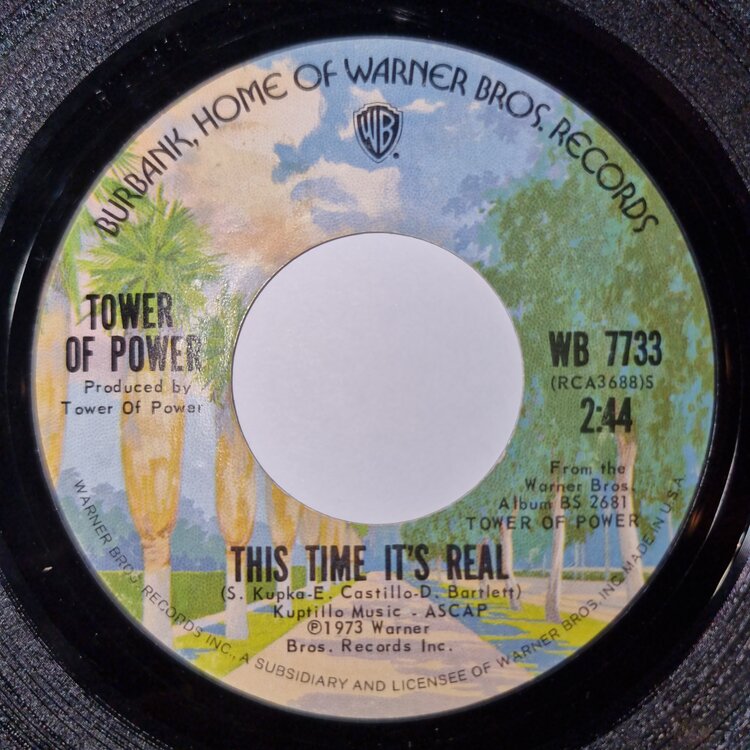 BURBANK, HOME OF WARNER BROS. RECORDS
WB
TOWER
OF POWER
Produced by
Tower Of Power
WB 7733
(RCA3688)S
2:44
From the
Warner Bros.
Album BS 2681
TOWER OF POWER
THIS TIME IT'S REAL
(S. Kupka-E. Castillo-D. Bartlett)
Kuptillo Music - ASCAP
℗1973 Warner
Bros. Records Inc.
WARNER BROS. RECORDS INC., A SUBSIDIARY AND LICENSEE OF WARNER BROS. INC. MADE IN U.S.A.